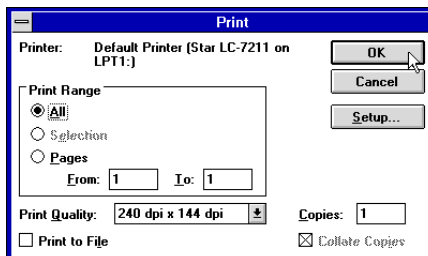 Print
Printer: Default Printer (Star LC-7211 on
LPT1:)
OK
Cancel
Setup...
Print Range
All
Selection
Pages
From: 1 To: 1
Print Quality: 240 dpi x 144 dpi Copies: 1
Print to File Collate Copies